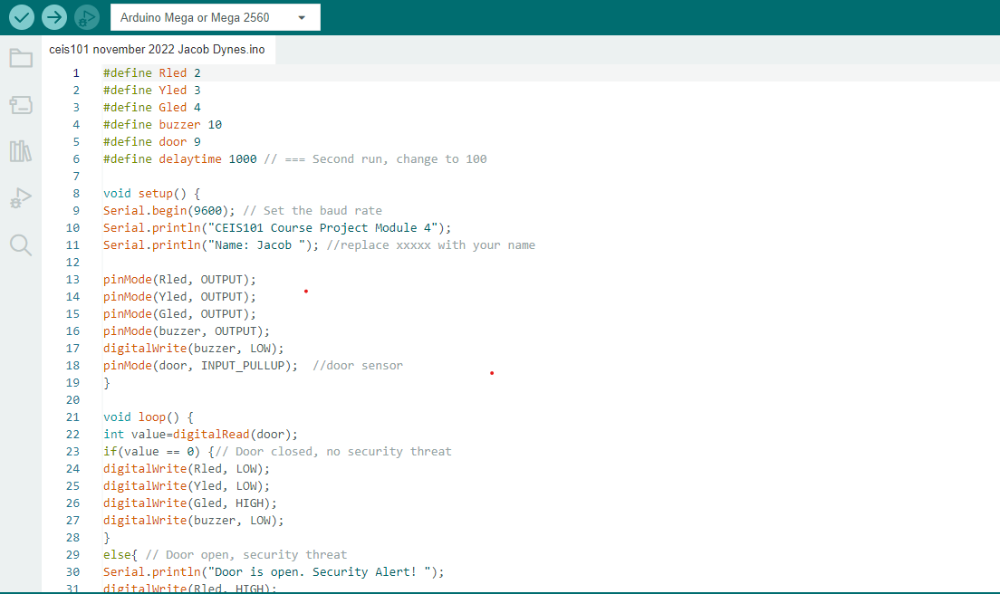 Arduino Mega or Mega 2560
ceis101 november 2022 Jacob Dynes.ino
1 #define Rled 2
2 #define Yled 3
3 #define Gled 4
4 #define buzzer 10
5 #define door 9
6 #define delaytime 1000 // === Second run, change to 100
7
8 void setup() {
9 Serial.begin(9600); // Set the baud rate
10 Serial.println("CEIS101 Course Project Module 4");
11 Serial.println("Name: Jacob "); //replace xxxxx with your name
12
13 pinMode(Rled, OUTPUT);
14 pinMode(Yled, OUTPUT);
15 pinMode(Gled, OUTPUT);
16 pinMode(buzzer, OUTPUT);
17 digitalWrite(buzzer, LOW);
18 pinMode(door, INPUT_PULLUP);  //door sensor
19 }
20
21 void loop() {
22 int value=digitalRead(door);
23 if(value == 0) {// Door closed, no security threat
24 digitalWrite(Rled, LOW);
25 digitalWrite(Yled, LOW);
26 digitalWrite(Gled, HIGH);
27 digitalWrite(buzzer, LOW);
28 }
29 else{ // Door open, security threat
30 Serial.println("Door is open. Security Alert! ");
31 digitalWrite(Rled, HIGH);